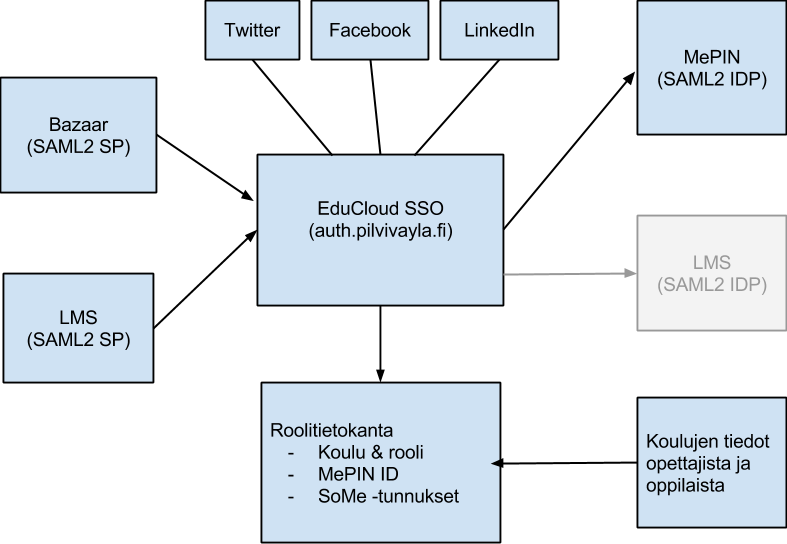 Twitter
Facebook
LinkedIn
MePIN
(SAML2 IDP)
Bazaar
(SAML2 SP)
EduCloud SSO
(auth.pilvivayla.fi)
LMS
(SAML2 IDP)
LMS
(SAML2 SP)
Roolitietokanta
- Koulu & rooli
- MePIN ID
- SoMe -tunnukset
Koulujen tiedot
opettajista ja
oppilaista